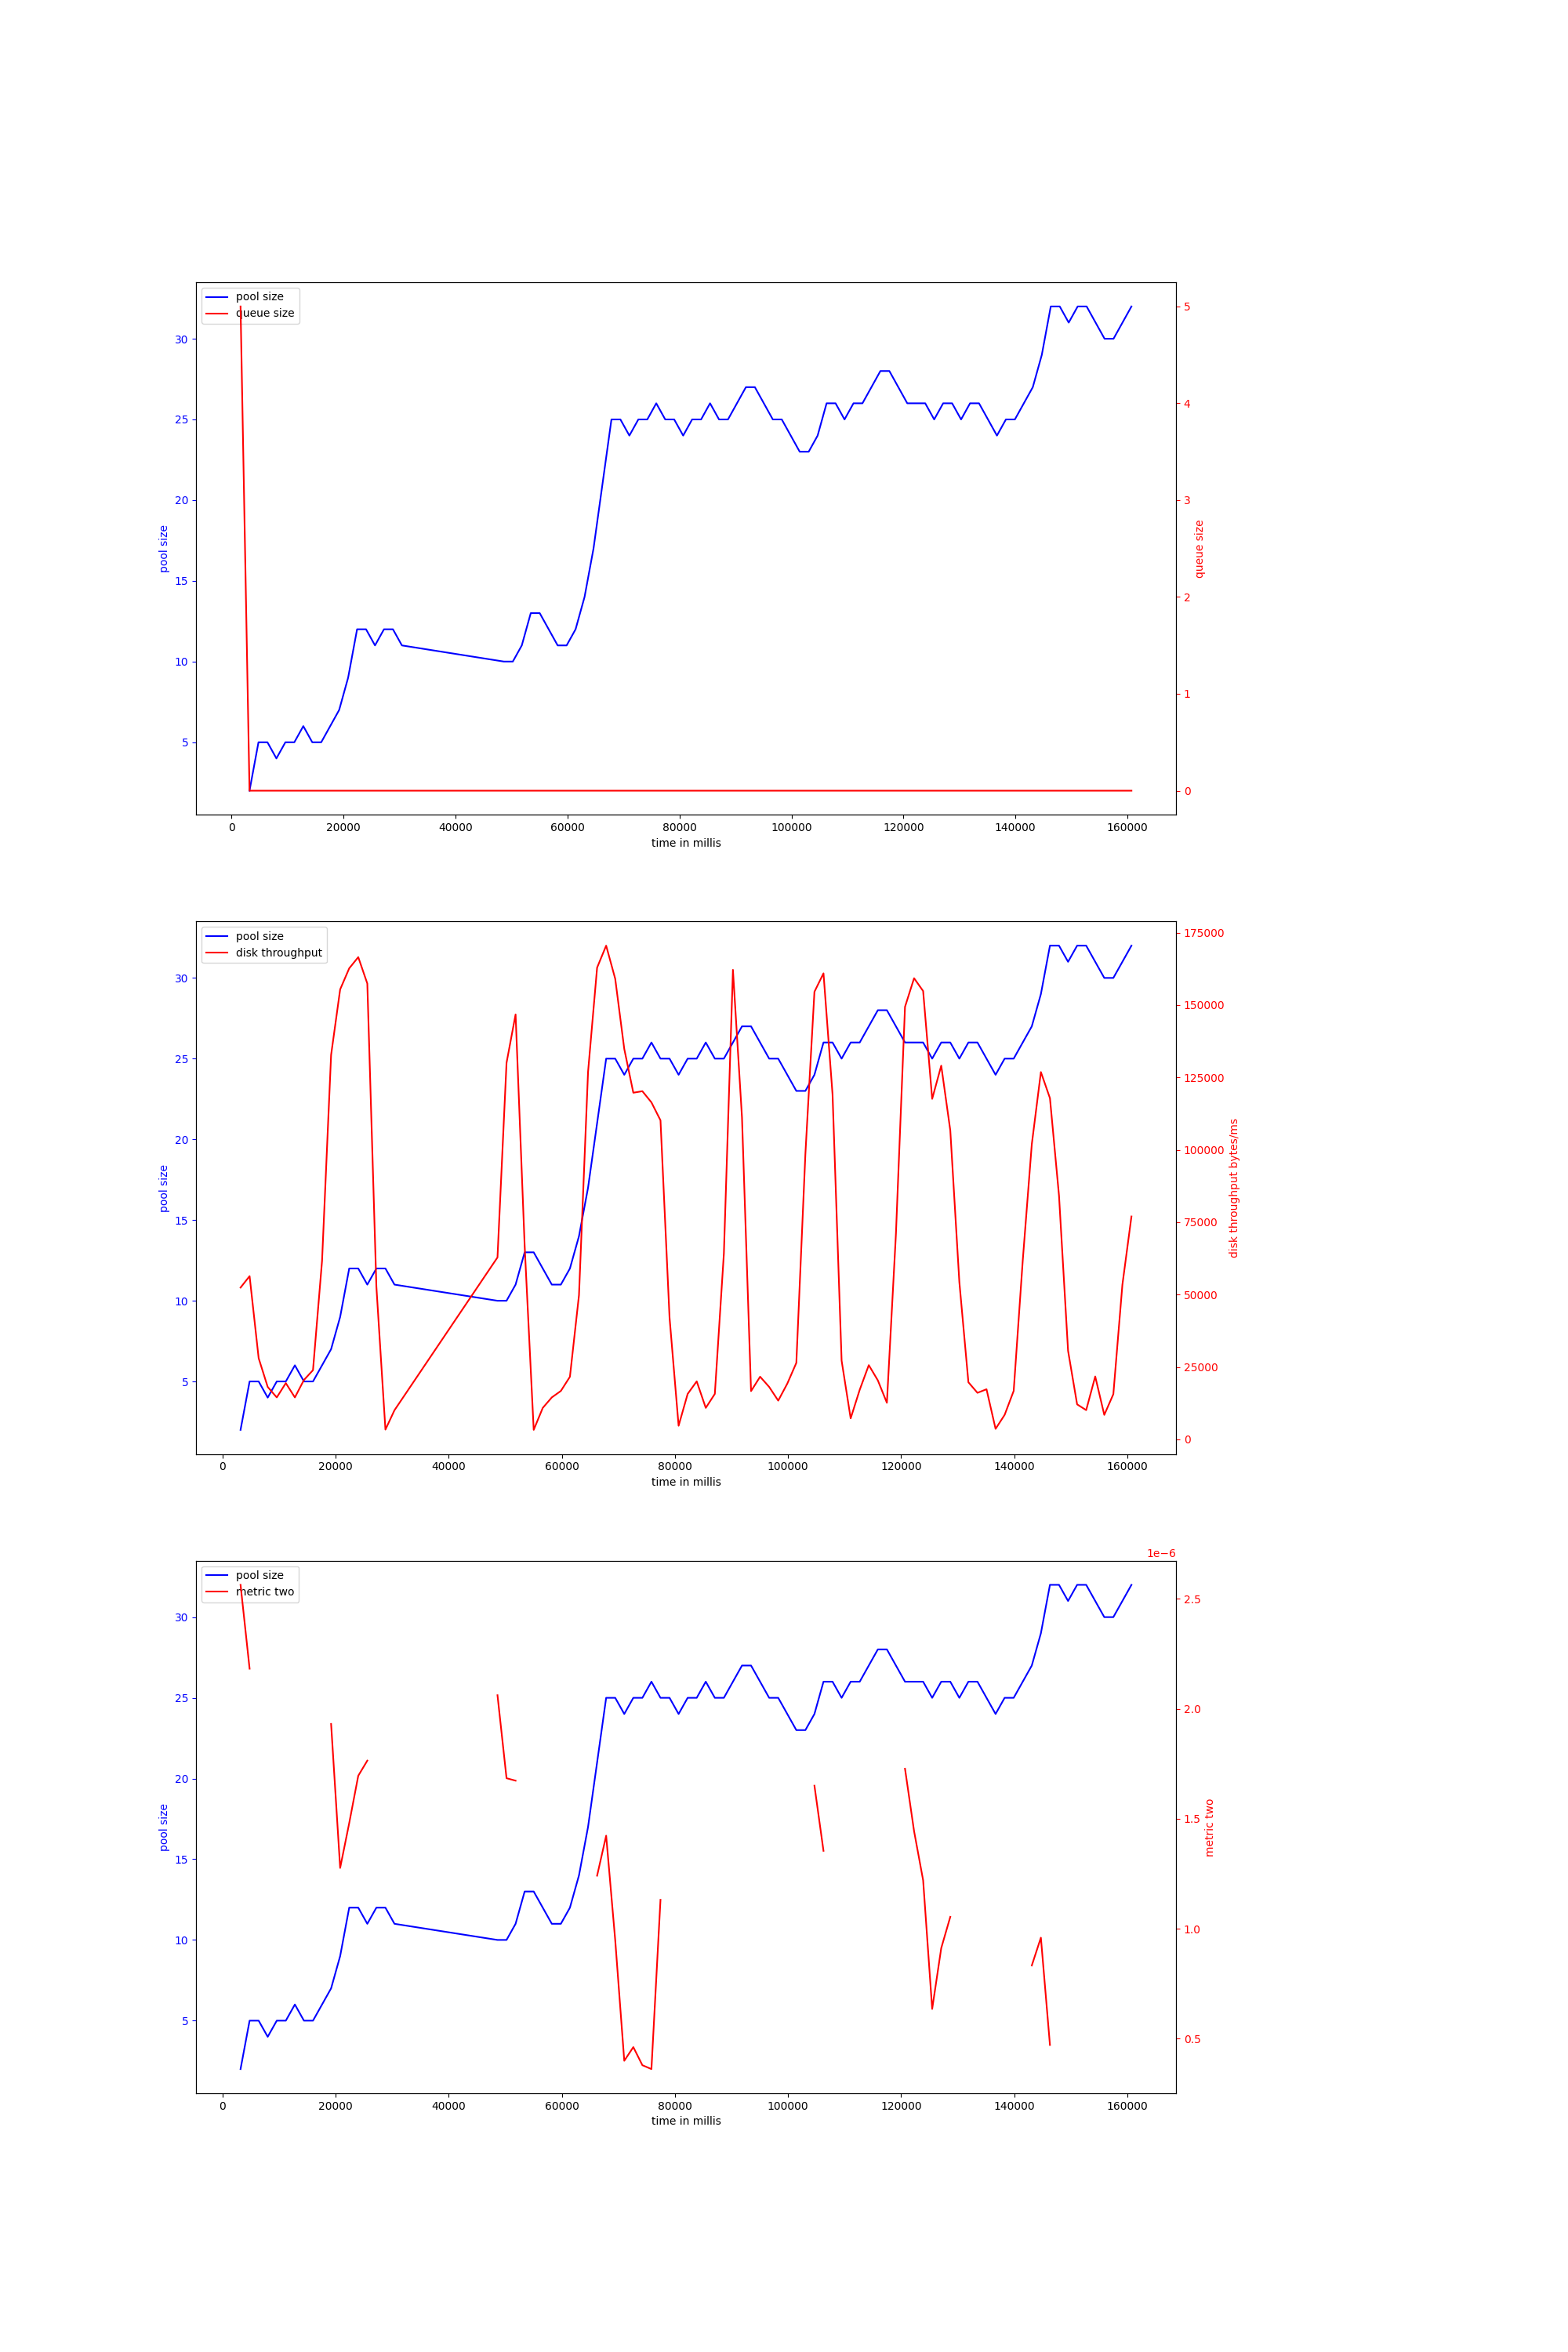 pool size
queue size
30
25
20
15
10
5
pool size
5
4
3
2
1
0
queue size
0 20000 40000 60000 80000 100000 120000 140000 160000
time in millis
pool size
disk throughput
30
25
20
15
10
5
pool size
175000
150000
125000
100000
75000
50000
25000
0
disk throughput bytes/ms
0 20000 40000 60000 80000 100000 120000 140000 160000
time in millis
1e−6
pool size
metric two
30
25
20
15
10
5
pool size
2.5
2.0
1.5
1.0
0.5
metric two
0 20000 40000 60000 80000 100000 120000 140000 160000
time in millis